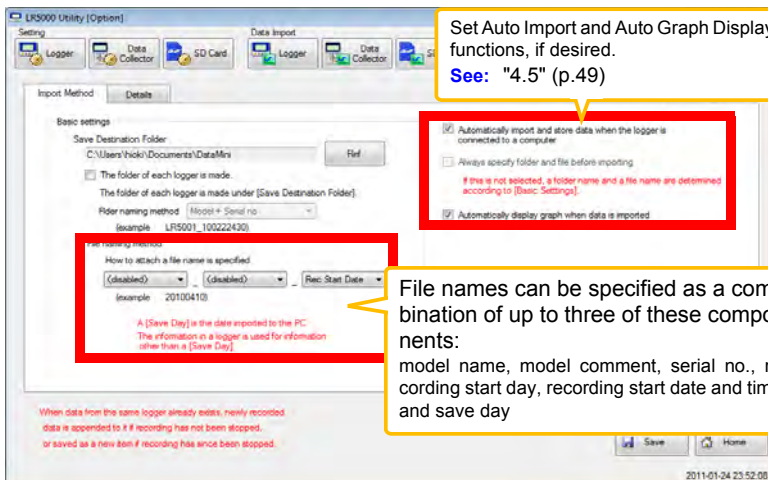 LR5000 Utility [Option]
Setting
Data Import
Logger
Data Collector
SD Card
Logger
Data Collector
Set Auto Import and Auto Graph Display
functions, if desired.
See: "4.5" (p.49)
Import Method
Details
Basic settings
Save Destination Folder
C:\Users\hioki\Documents\DataMini
Ref
The folder of each logger is made.
The folder of each logger is made under [Save Destination Folder].
Flder naming method
Model + Serial no
(example LR5001_100222430)
Automatically import and store data when the logger is
connected to a computer
Always specify folder and file before importing
If this is not selected, a folder name and a file name are determined
according to [Basic Settings].
Automatically display graph when data is imported
File naming method
How to attach a file name is specified
(disabled) _ (disabled) _ Rec Start Date
(example 20100410)
A [Save Day] is the date imported to the PC
The information in a logger is used for information
other than a [Save Day]
File names can be specified as a com
bination of up to three of these compo
nents:
model name, model comment, serial no.,
cording start day, recording start date and tim
and save day
When data from the same logger already exists, newly recorded
data is appended to it if recording has not been stopped,
or saved as a new item if recording has since been stopped.
Save
Home
2011-01-24 23:52:08